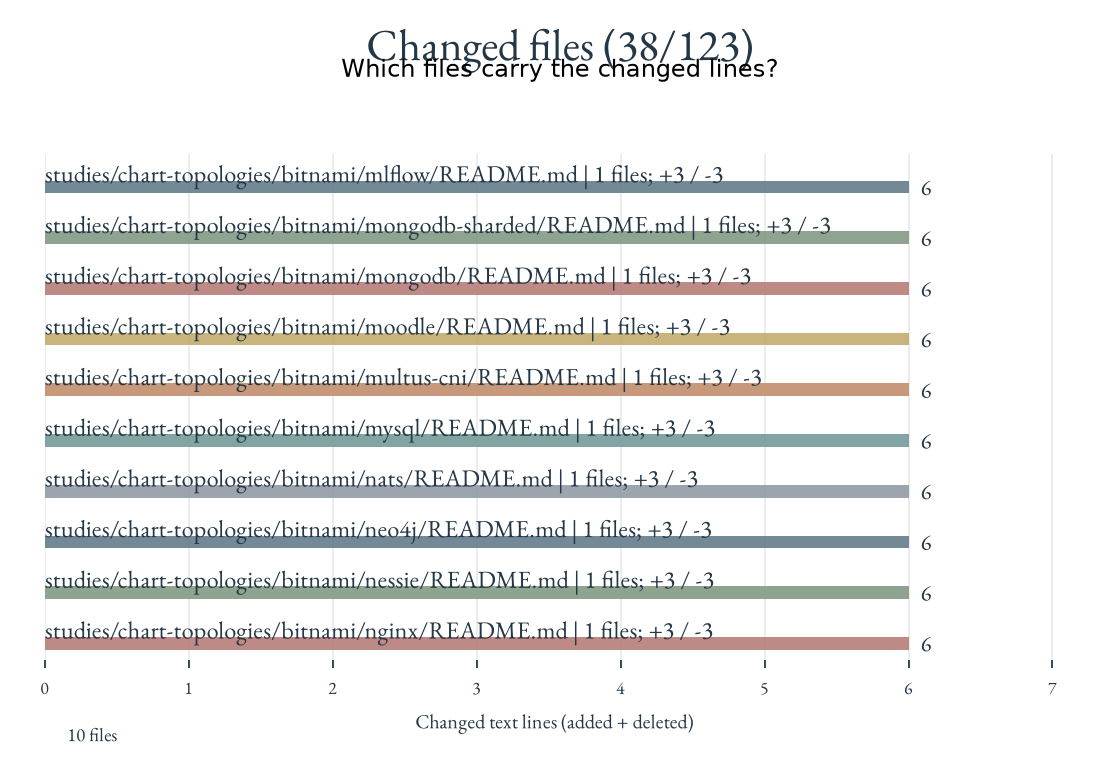 Changed files (38/123)
Which files carry the changed lines?
studies/chart-topologies/bitnami/mlflow/README.md | 1 files; +3 / -3
6
studies/chart-topologies/bitnami/mongodb-sharded/README.md | 1 files; +3 / -3
6
studies/chart-topologies/bitnami/mongodb/README.md | 1 files; +3 / -3
6
studies/chart-topologies/bitnami/moodle/README.md | 1 files; +3 / -3
6
studies/chart-topologies/bitnami/multus-cni/README.md | 1 files; +3 / -3
6
studies/chart-topologies/bitnami/mysql/README.md | 1 files; +3 / -3
6
studies/chart-topologies/bitnami/nats/README.md | 1 files; +3 / -3
6
studies/chart-topologies/bitnami/neo4j/README.md | 1 files; +3 / -3
6
studies/chart-topologies/bitnami/nessie/README.md | 1 files; +3 / -3
6
studies/chart-topologies/bitnami/nginx/README.md | 1 files; +3 / -3
6
0 1 2 3 4 5 6 7
Changed text lines (added + deleted)
10 files